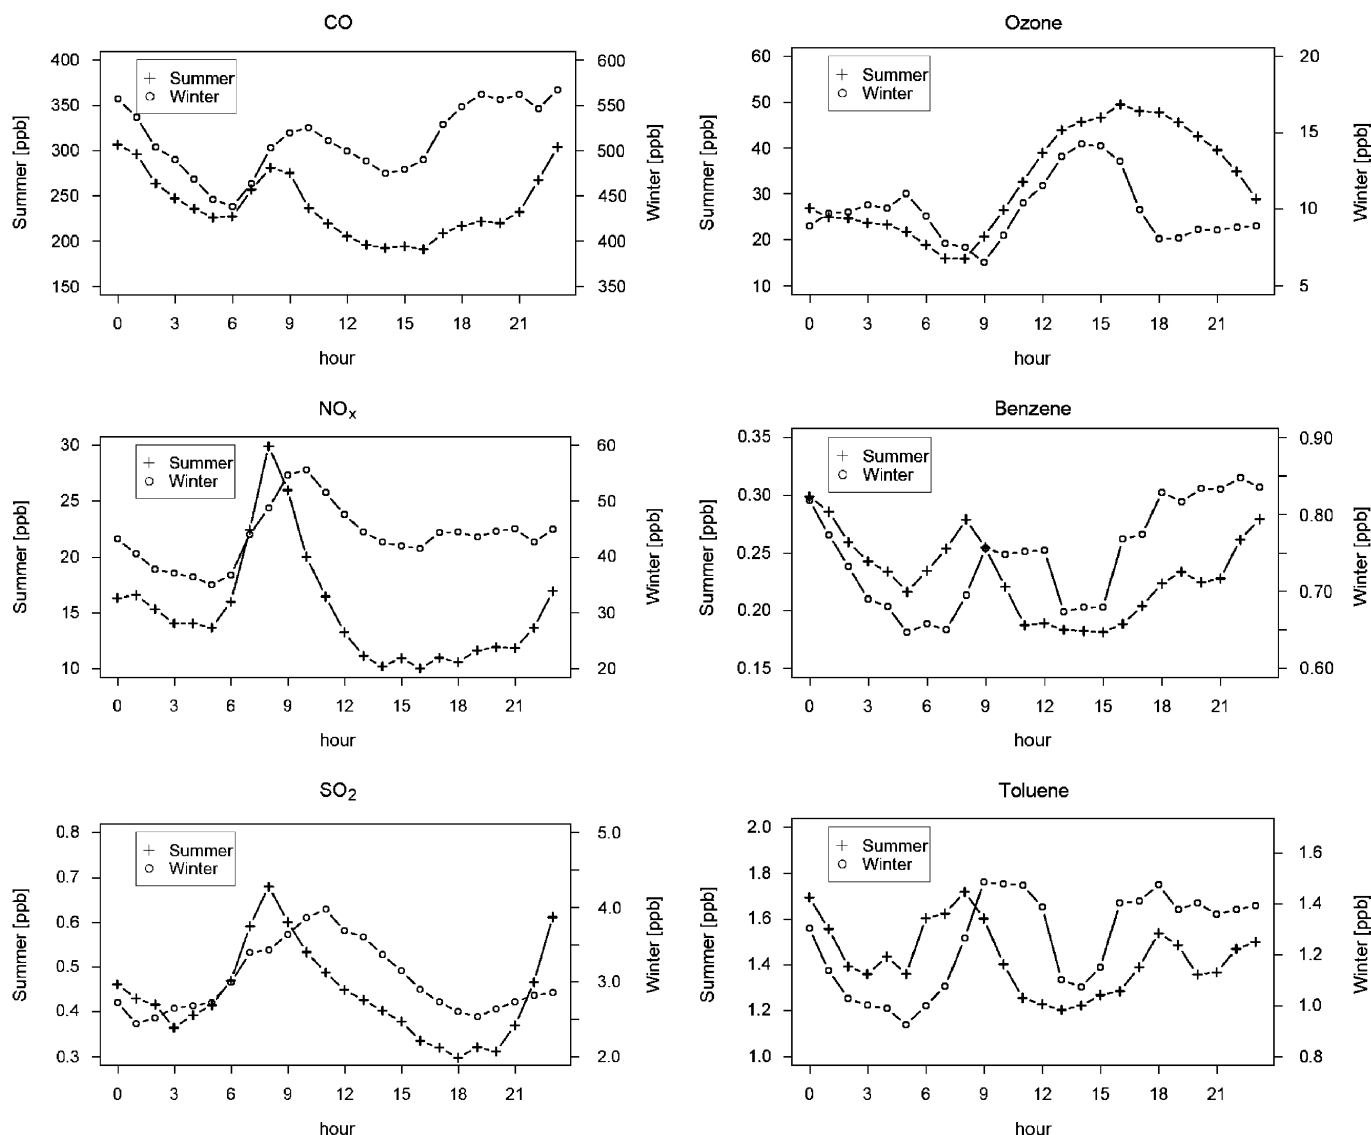 CO
Summer [ppb]
400
350
300
250
200
150
Summer
Winter
600
550
500
450
400
350
Winter [ppb]
0 3 6 9 12 15 18 21
hour
Ozone
Summer [ppb]
60
50
40
30
20
10
Summer
Winter
20
15
10
5
Winter [ppb]
0 3 6 9 12 15 18 21
hour
NOx
Summer [ppb]
30
25
20
15
10
Summer
Winter
60
50
40
30
20
Winter [ppb]
0 3 6 9 12 15 18 21
hour
Benzene
Summer [ppb]
0.35
0.30
0.25
0.20
0.15
Summer
Winter
0.90
0.80
0.70
0.60
Winter [ppb]
0 3 6 9 12 15 18 21
hour
SO2
Summer [ppb]
0.8
0.7
0.6
0.5
0.4
0.3
Summer
Winter
5.0
4.0
3.0
2.0
Winter [ppb]
0 3 6 9 12 15 18 21
hour
Toluene
Summer [ppb]
2.0
1.8
1.6
1.4
1.2
1.0
Summer
Winter
1.6
1.4
1.2
1.0
0.8
Winter [ppb]
0 3 6 9 12 15 18 21
hour